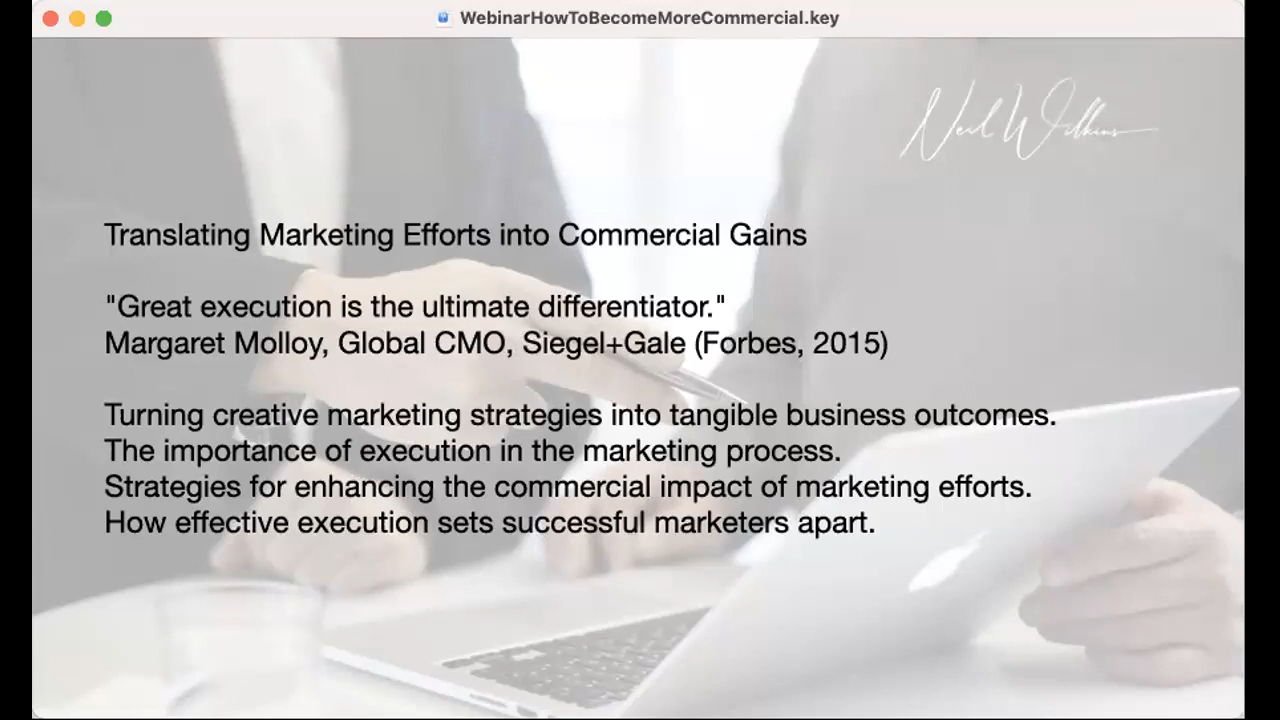 WebinarHowToBecomeMoreCommercial.key
Neil Wilkins
Translating Marketing Efforts into Commercial Gains
"Great execution is the ultimate differentiator."
Margaret Molloy, Global CMO, Siegel+Gale (Forbes, 2015)
Turning creative marketing strategies into tangible business outcomes.
The importance of execution in the marketing process.
Strategies for enhancing the commercial impact of marketing efforts.
How effective execution sets successful marketers apart.